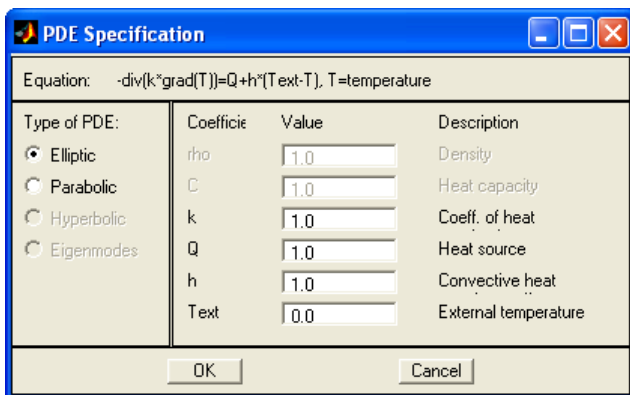 PDE Specification
Equation: -div(k*grad(T))=Q+h*(Text-T), T=temperature
Type of PDE: Coefficie Value Description
Elliptic rho 1.0 Density
Parabolic C 1.0 Heat capacity
Hyperbolic k 1.0 Coeff. of heat
Eigenmodes Q 1.0 Heat source
h 1.0 Convective heat
Text 0.0 External temperature
OK Cancel